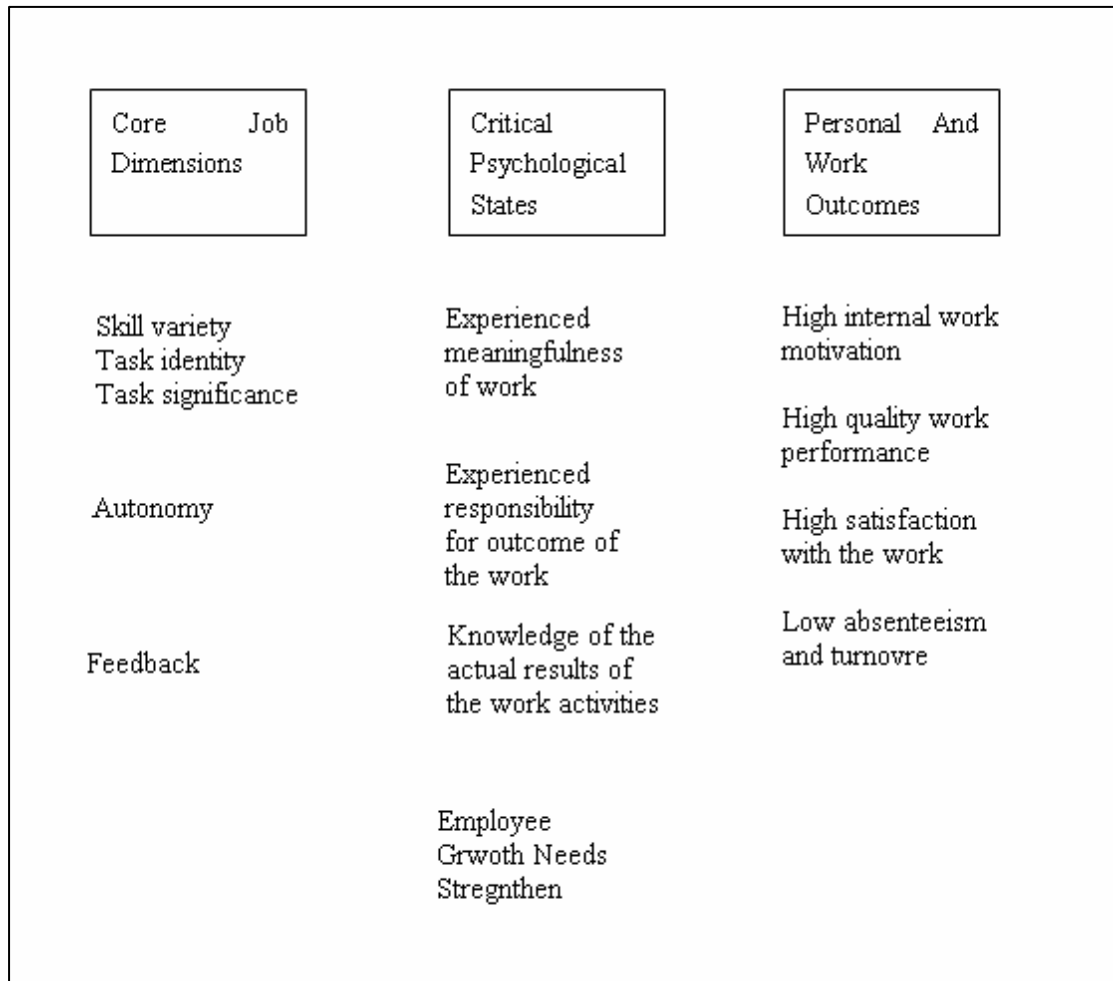 Core Job
Dimensions
Critical
Psychological
States
Personal And
Work
Outcomes
Skill variety
Task identity
Task significance
Experienced
meaningfulness
of work
High internal work
motivation
High quality work
performance
Autonomy
Experienced
responsibility
for outcome of
the work
High satisfaction
with the work
Feedback
Knowledge of the
actual results of
the work activities
Low absenteeism
and turnovre
Employee
Grwoth Needs
Stregnthen